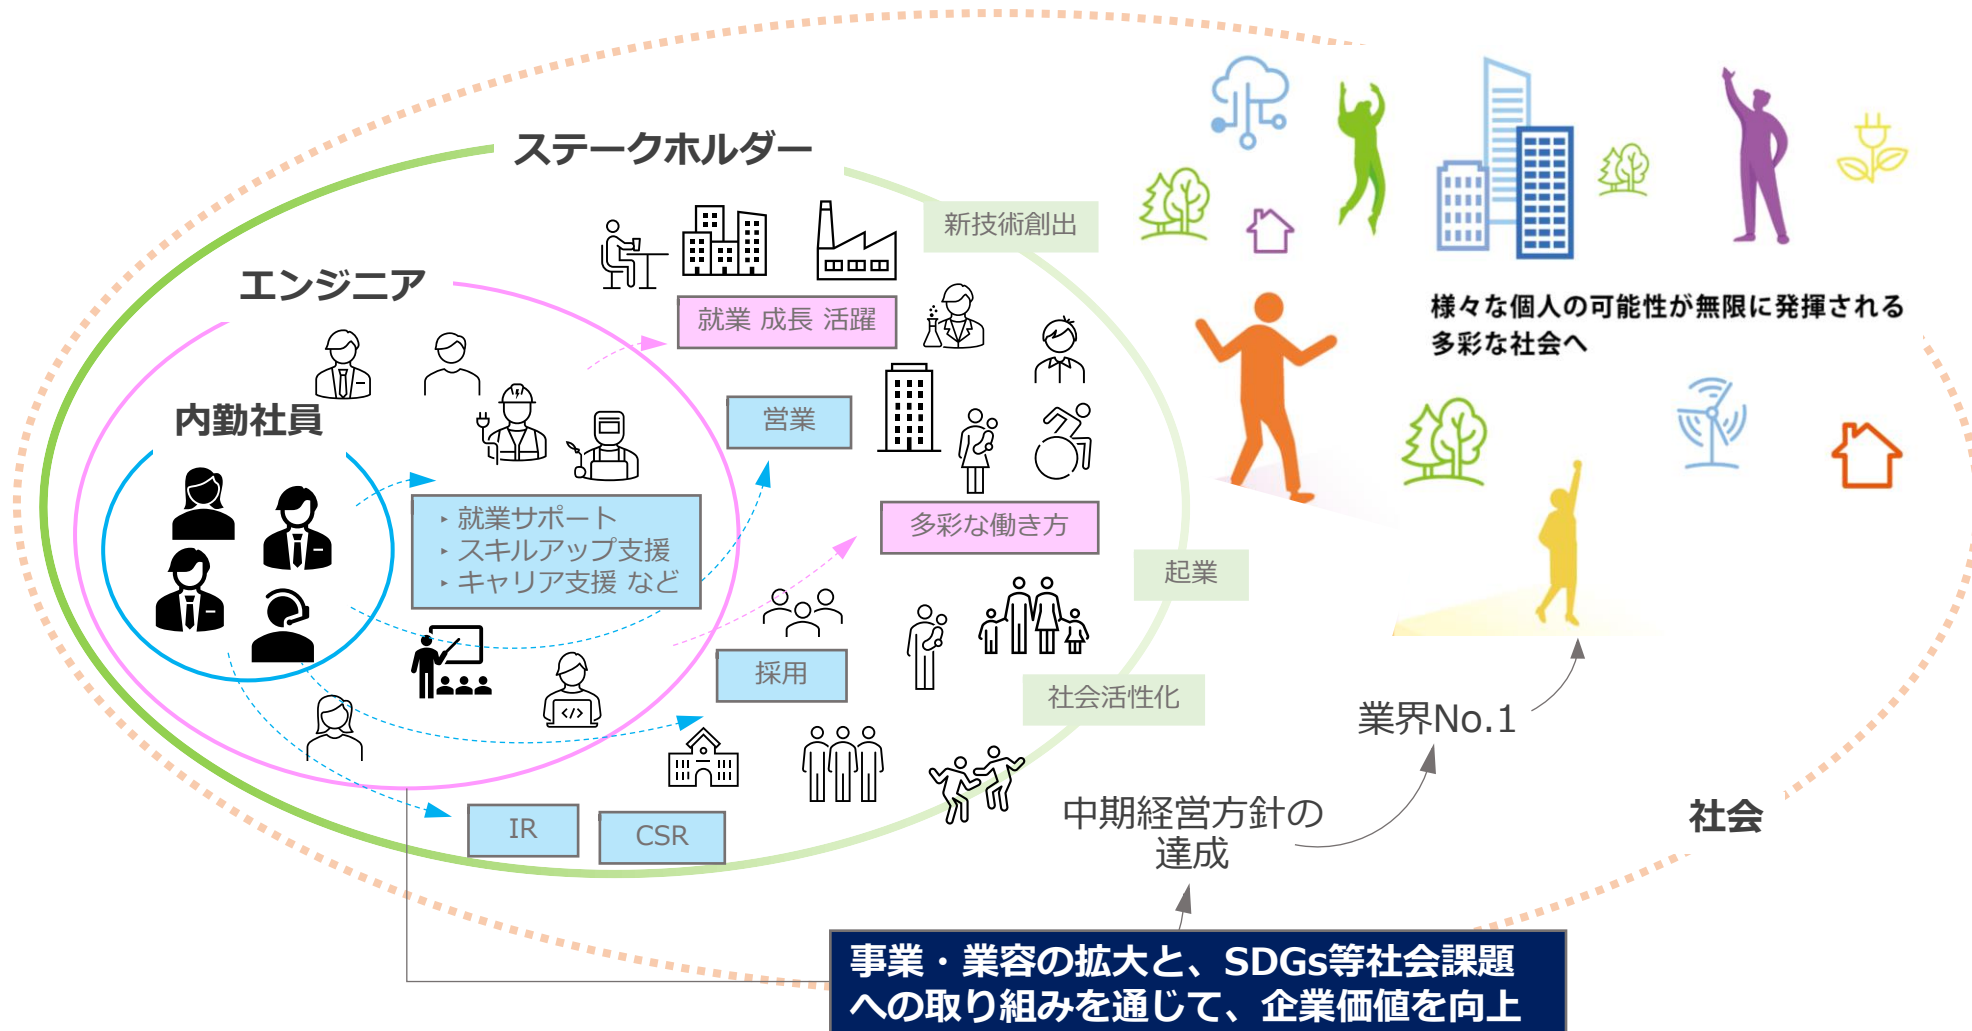 ステークホルダー
新技術創出
エンジニア
就業 成長 活躍
様々な個人の可能性が無限に発揮される
多彩な社会へ
内勤社員
営業
‣ 就業サポート
‣ スキルアップ支援
‣ キャリア支援 など
多彩な働き方
起業
採用
社会活性化
業界No.1
中期経営方針の
達成
社会
IR
CSR
事業・業容の拡大と、SDGs等社会課題
への取り組みを通じて、企業価値を向上